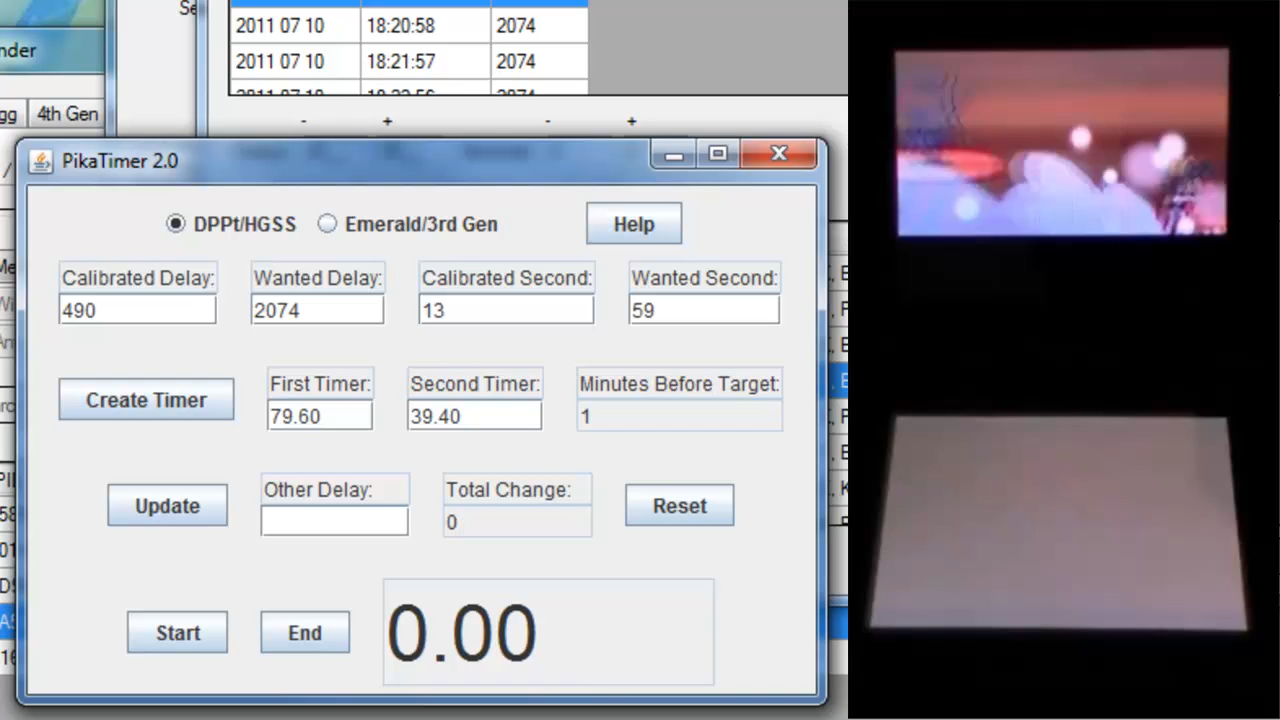 Se
2011 07 10 18:20:58 2074
nder
2011 07 10 18:21:57 2074
gg 4th Gen
- + - +
PikaTimer 2.0
DPPt/HGSS Emerald/3rd Gen Help
Calibrated Delay: Wanted Delay: Calibrated Second: Wanted Second:
490 2074 13 59
Create Timer First Timer: Second Timer: Minutes Before Target:
79.60 39.40 1
Update Other Delay: Total Change: Reset
0
Start End 0.00